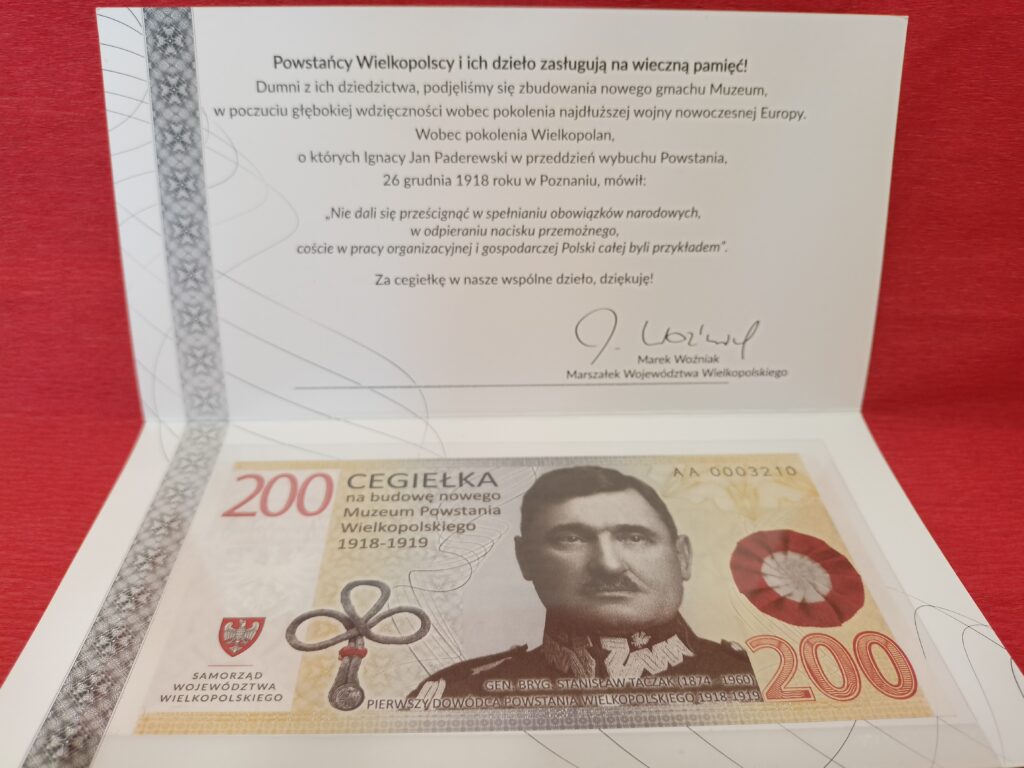 Powstańcy Wielkopolscy i ich dzieło zasługują na wieczną pamięć!
Dumni z ich dziedzictwa, podjęliśmy się zbudowania nowego gmachu Muzeum,
w poczuciu głębokiej wdzięczności wobec pokolenia najdłuższej wojny nowoczesnej Europy.
Wobec pokolenia Wielkopolan,
o których Ignacy Jan Paderewski w przeddzień wybuchu Powstania,
26 grudnia 1918 roku w Poznaniu, mówił:
„Nie dali się prześcignąć w spełnianiu obowiązków narodowych,
w odpieraniu nacisku przemożnego,
coście w pracy organizacyjnej i gospodarczej Polski całej byli przykładem”.
Za cegiełkę w nasze wspólne dzieło, dziękuję!
J. Woźniak
Marek Woźniak
Marszałek Województwa Wielkopolskiego
200
CEGIEŁKA
na budowę nowego
Muzeum Powstania
Wielkopolskiego
1918-1919
AA 0003210
SAMORZĄD
WOJEWÓDZTWA
WIELKOPOLSKIEGO
GEN. BRYG. STANISŁAW TACZAK (1874 - 1960)
PIERWSZY DOWÓDCA POWSTANIA WIELKOPOLSKIEGO 1918-1919
200